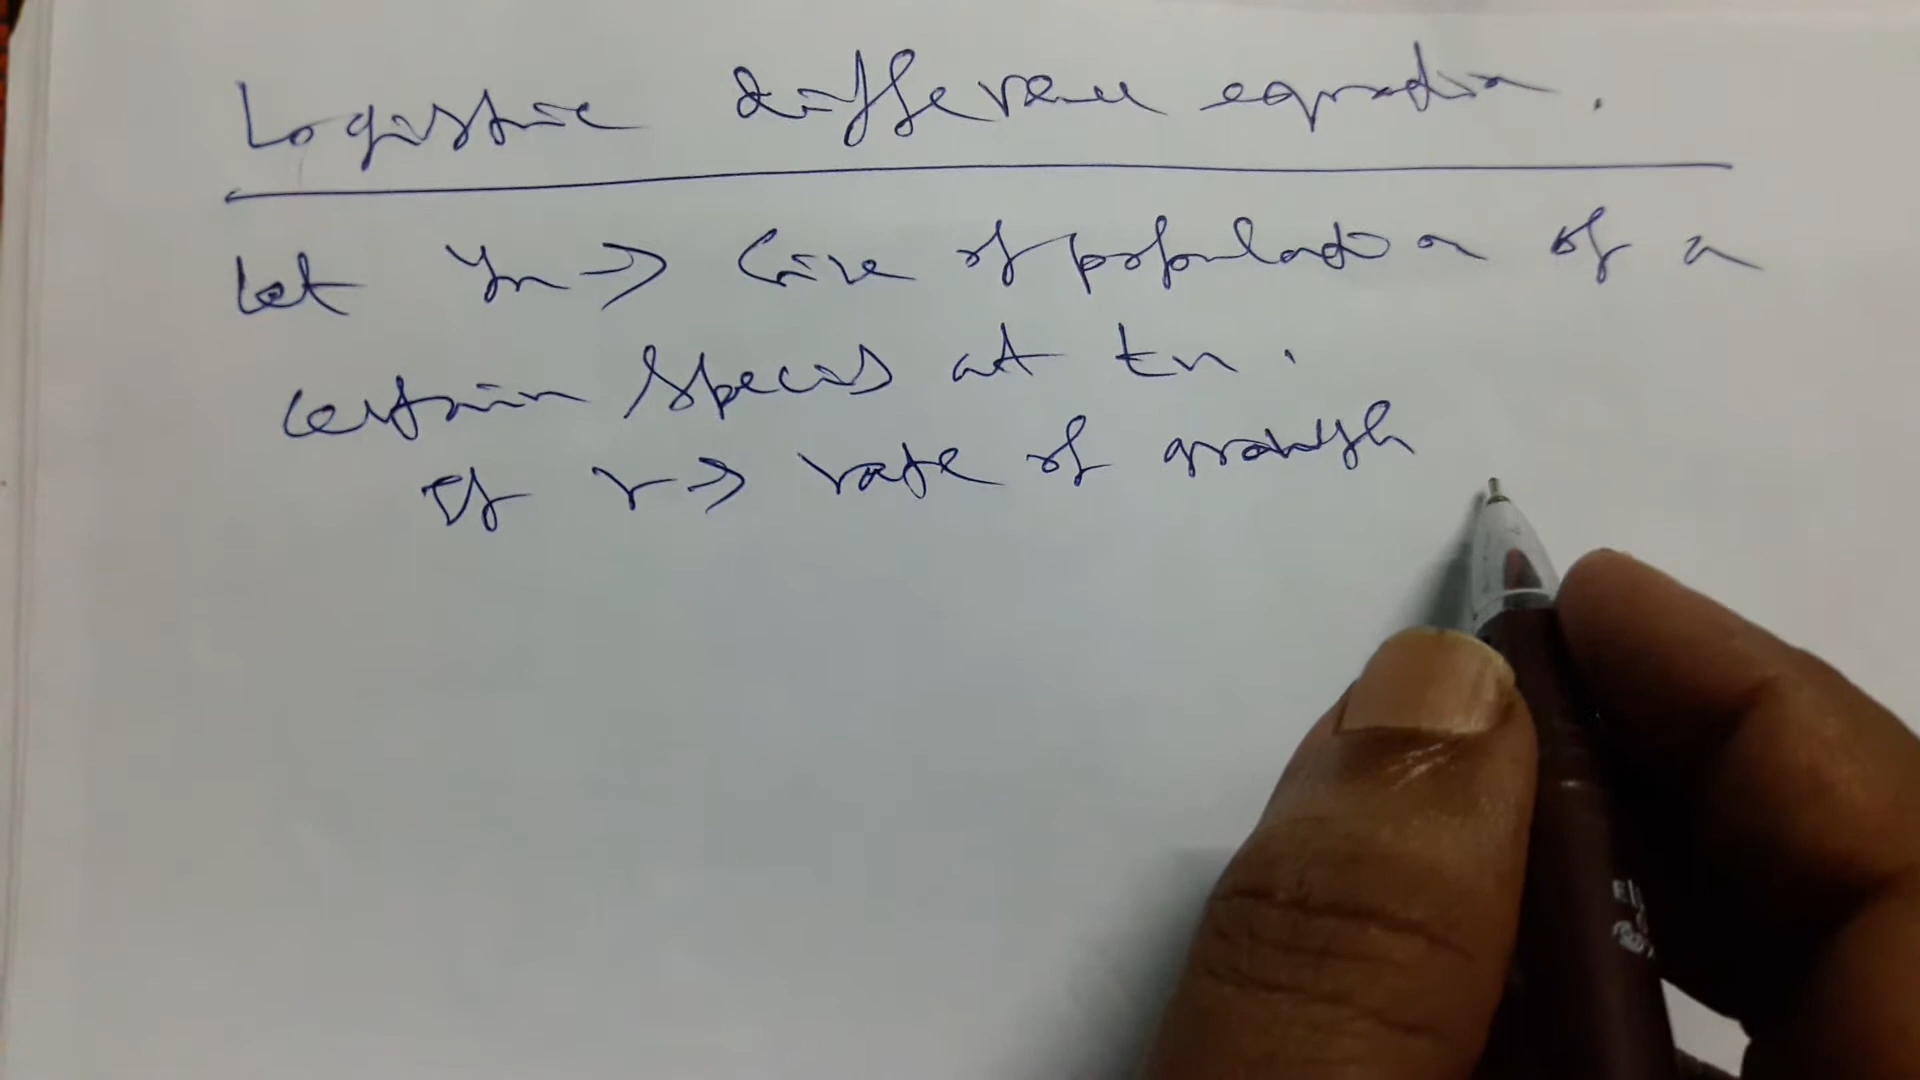 Logistic difference equation.
Let yn => Size of population of a
certain species at tn.
If r => rate of growth